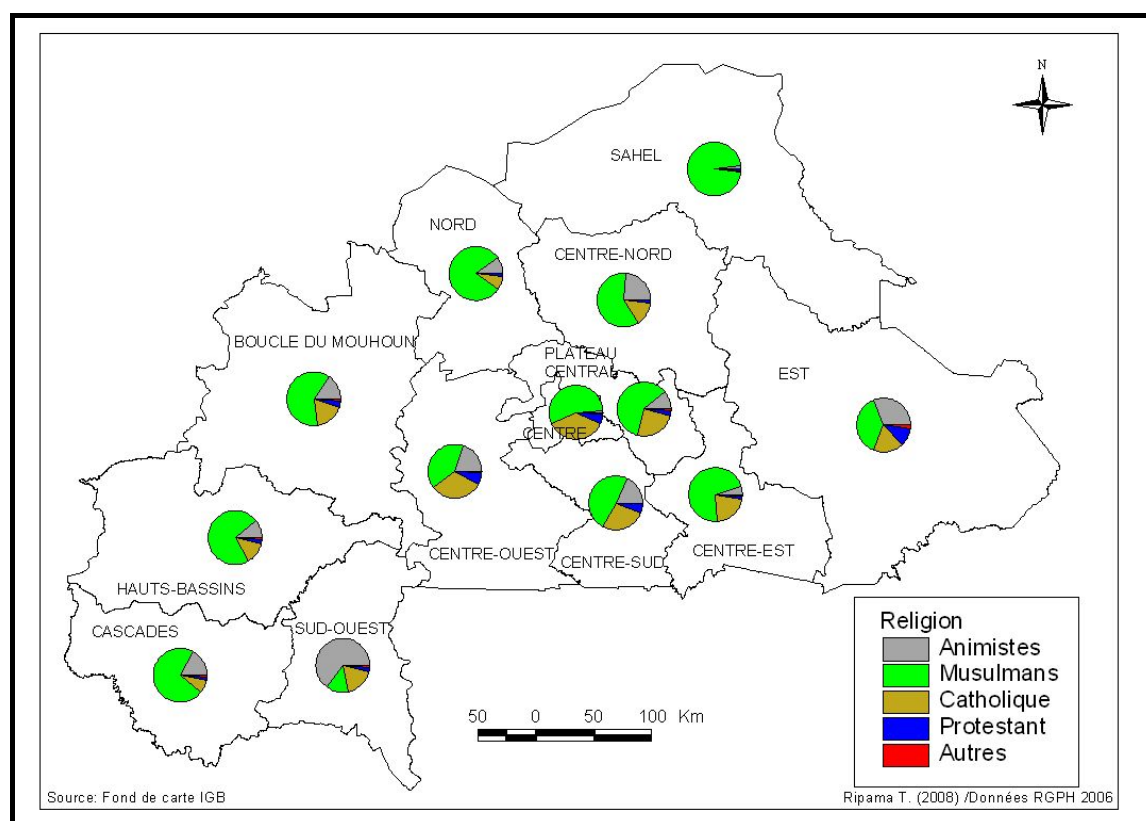 N
SAHEL
NORD
CENTRE-NORD
BOUCLE DU MOUHOUN
PLATEAU
CENTRAL
EST
CENTRE
CENTRE-OUEST
CENTRE-SUD
CENTRE-EST
HAUTS-BASSINS
CASCADES
SUD-OUEST
Religion
Animistes
Musulmans
Catholique
Protestant
Autres
50 0 50 100 Km
Source: Fond de carte IGB
Ripama T. (2008) /Données RGPH 2006